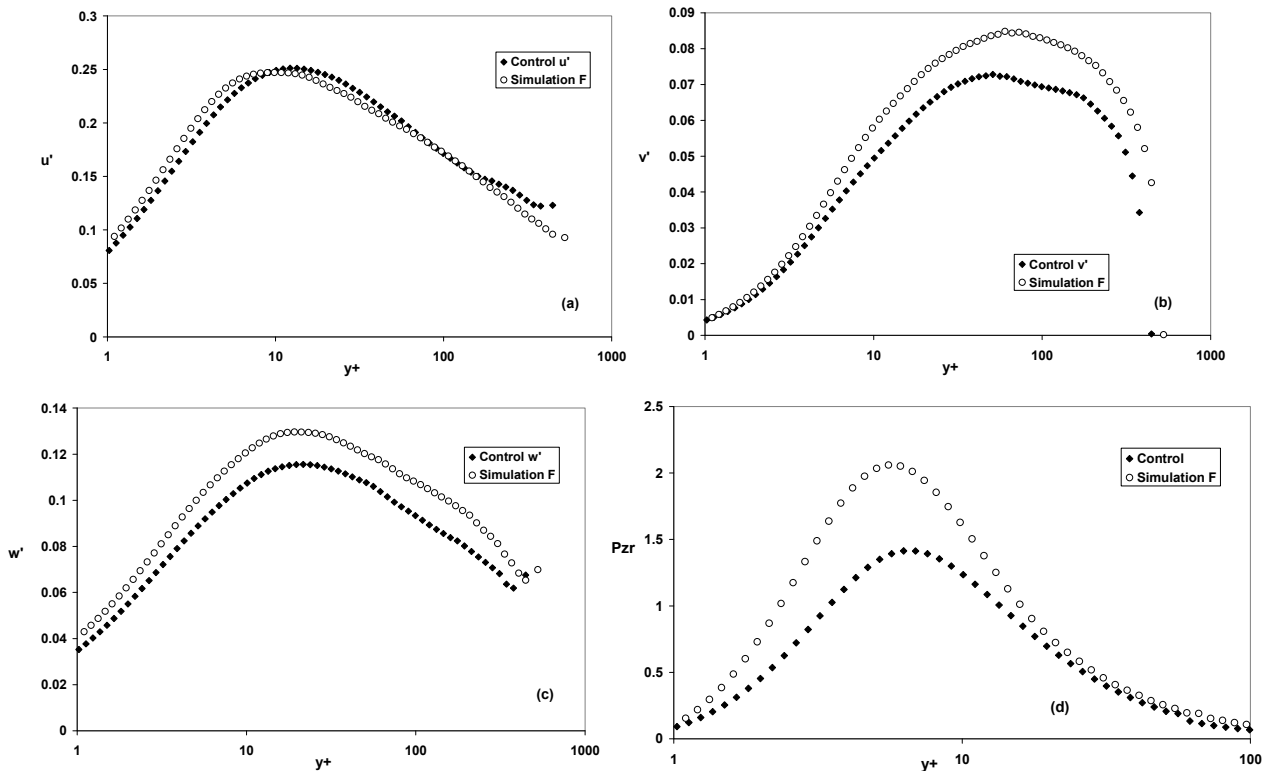 0.3
0.25
0.2
0.15
0.1
0.05
0
u'
1 10 100 1000
y+
Control u'
Simulation F
(a)
0.09
0.08
0.07
0.06
0.05
0.04
0.03
0.02
0.01
0
v'
1 10 100 1000
y+
Control v'
Simulation F
(b)
0.14
0.12
0.1
0.08
0.06
0.04
0.02
0
w'
1 10 100 1000
y+
Control w'
Simulation F
(c)
2.5
2
1.5
1
0.5
0
Pzr
1 10 100
y+
Control
Simulation F
(d)